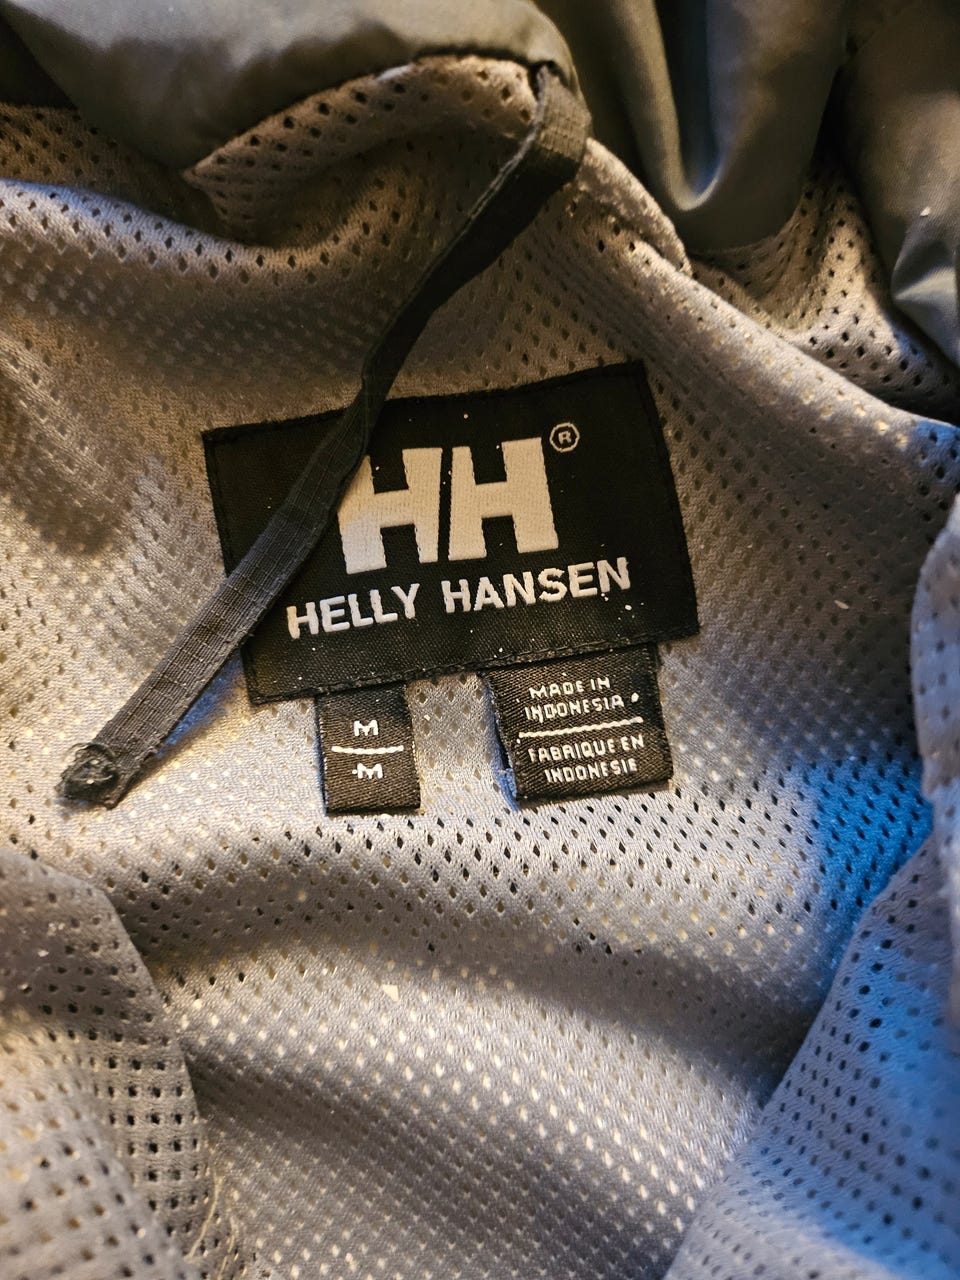 HH®
HELLY HANSEN
M
M
MADE IN
INDONESIA
FABRIQUE EN
INDONESIE